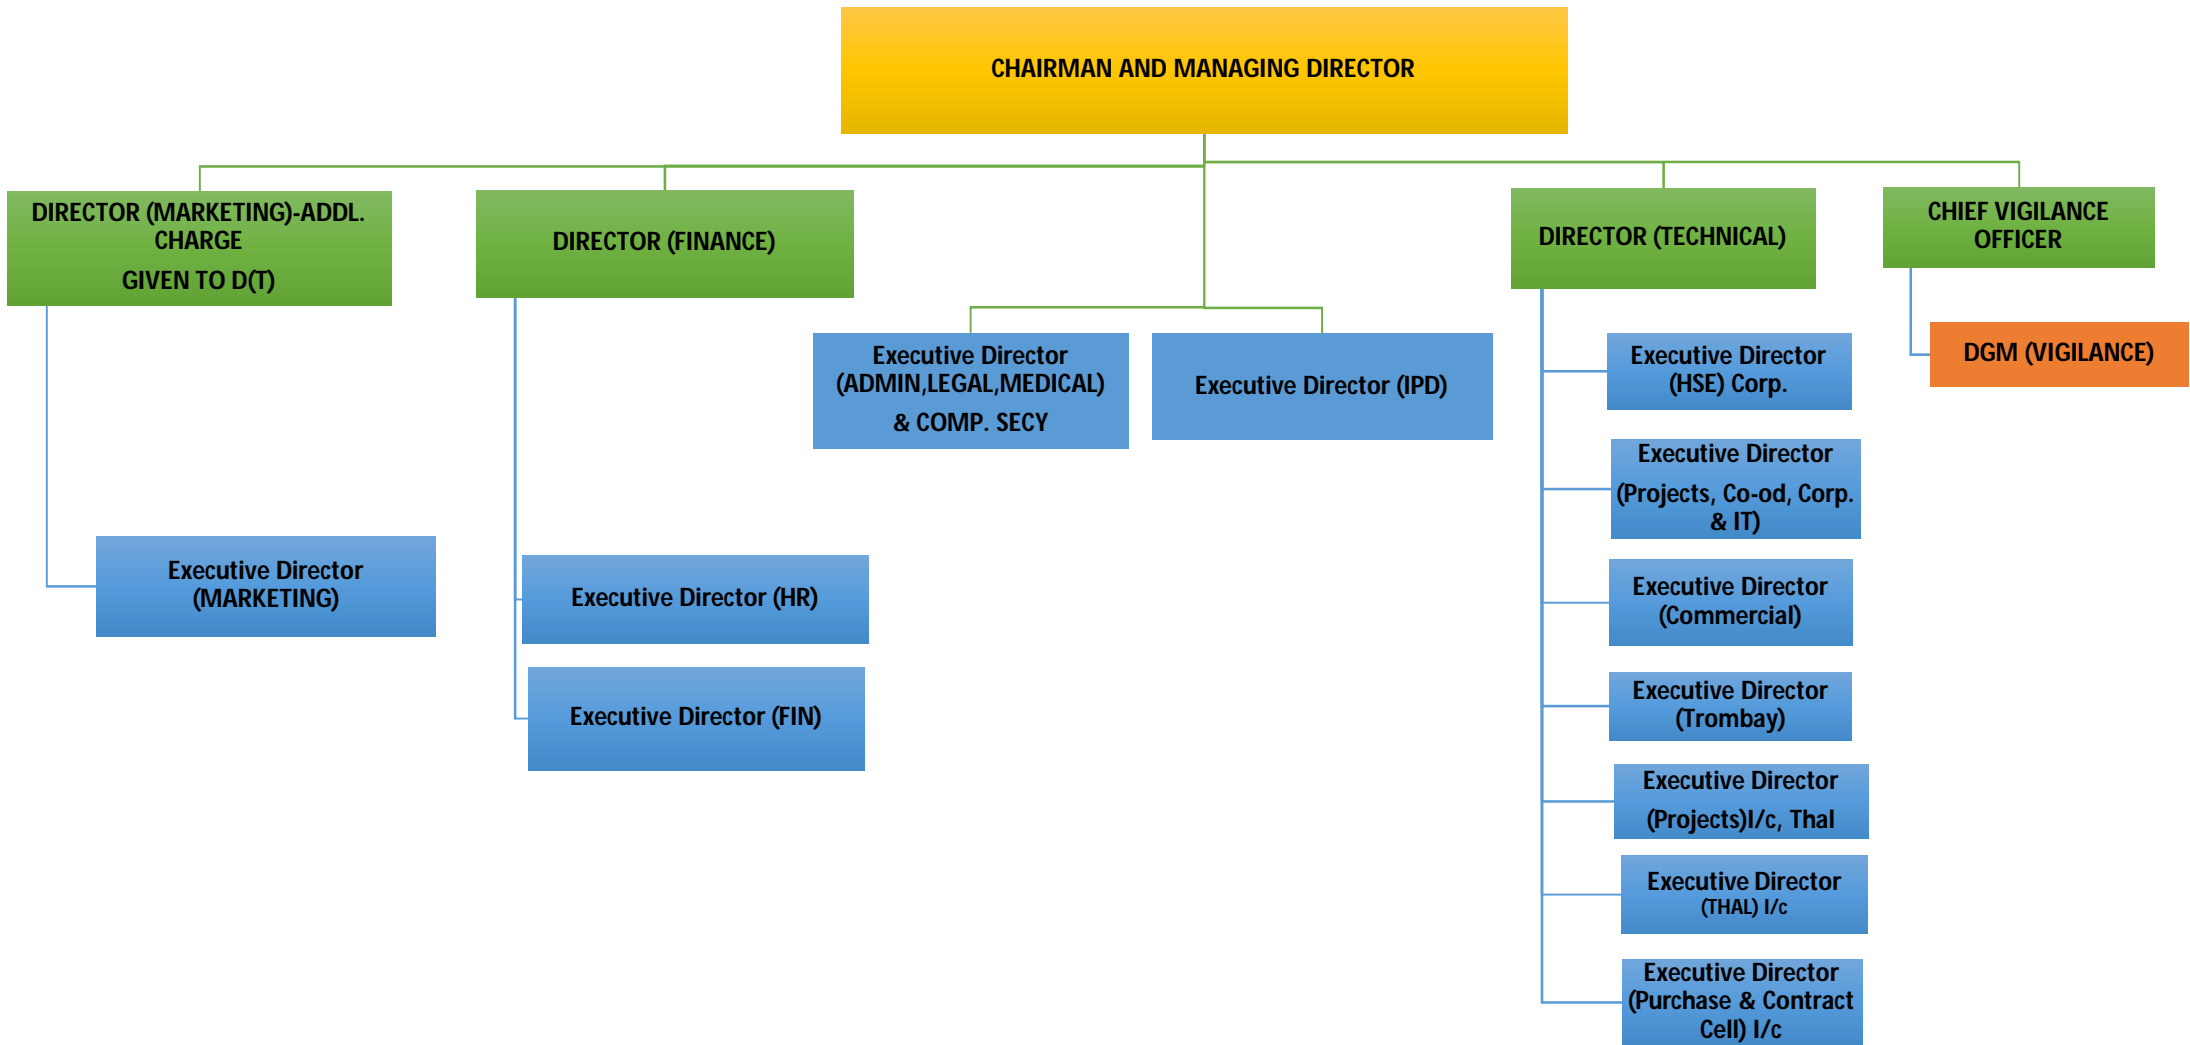 CHAIRMAN AND MANAGING DIRECTOR
DIRECTOR (MARKETING)-ADDL.
CHARGE
GIVEN TO D(T)
DIRECTOR (FINANCE)
DIRECTOR (TECHNICAL)
CHIEF VIGILANCE
OFFICER
Executive Director
(ADMIN,LEGAL,MEDICAL)
& COMP. SECY
Executive Director (IPD)
Executive Director
(HSE) Corp.
DGM (VIGILANCE)
Executive Director
(Projects, Co-od, Corp.
& IT)
Executive Director
(MARKETING)
Executive Director (HR)
Executive Director (FIN)
Executive Director
(Commercial)
Executive Director
(Trombay)
Executive Director
(Projects)I/c, Thal
Executive Director
(THAL) I/c
Executive Director
(Purchase & Contract
Cell) I/c